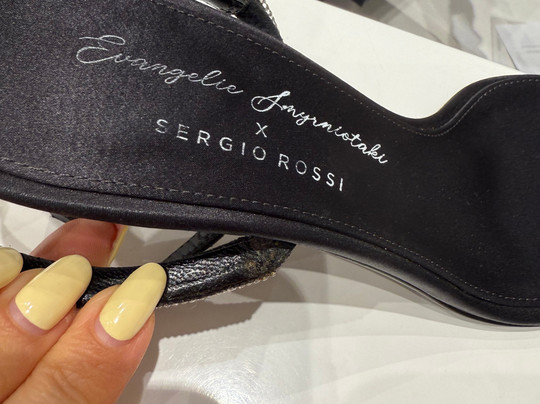 Evangelie Smyrniotaki
X
SERGIO ROSSI